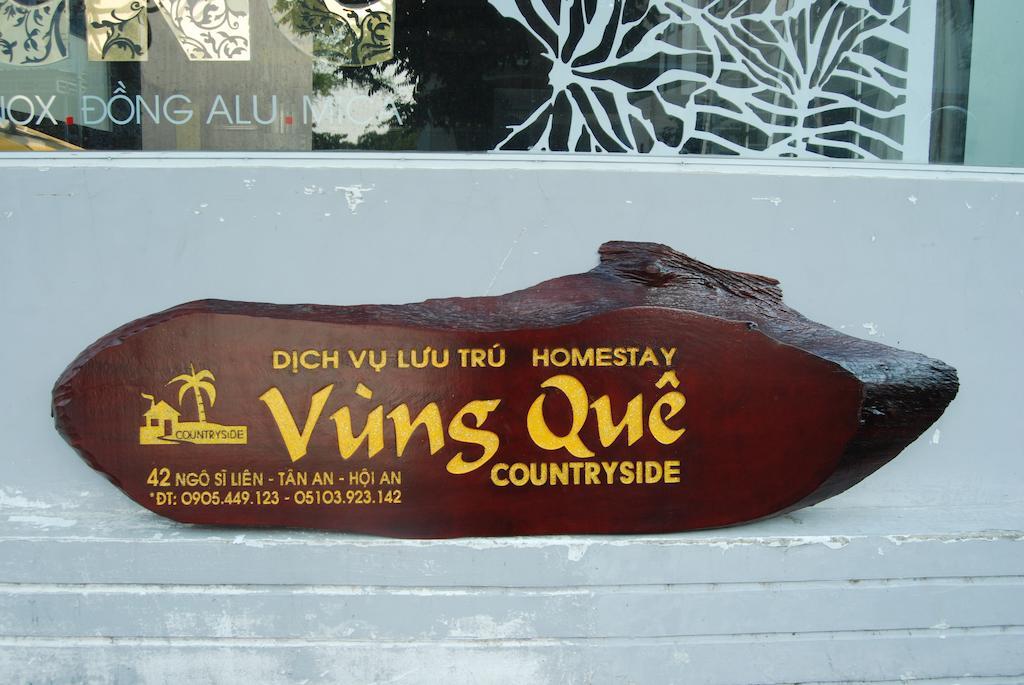 ĐỒNG ALU. MICA
DỊCH VỤ LƯU TRÚ HOMESTAY
Vùng Quê
COUNTRYSIDE
COUNTRYSIDE
42 NGÔ SĨ LIÊN - TÂN AN - HỘI AN
*ĐT: 0905.449.123 - 05103.923.142